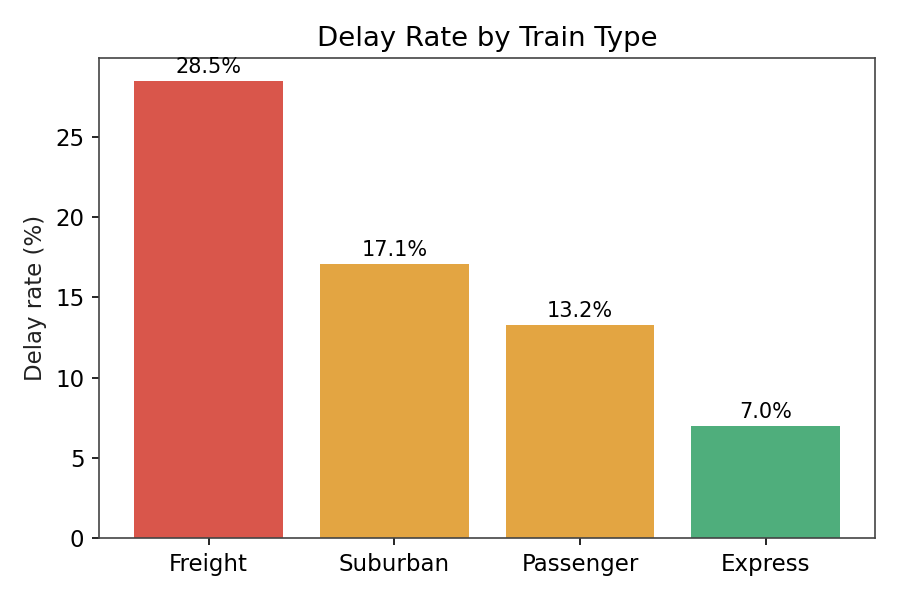 Delay Rate by Train Type
Delay rate (%)
25
20
15
10
5
0
28.5%
17.1%
13.2%
7.0%
Freight
Suburban
Passenger
Express